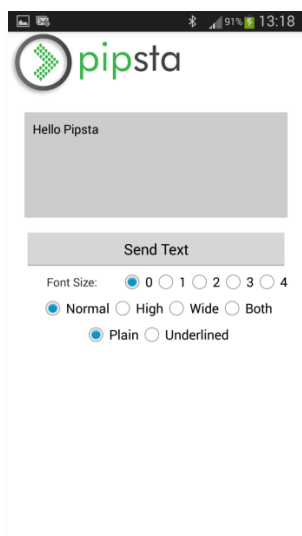 91% 13:18
pipsta
Hello Pipsta
Send Text
Font Size: 0 1 2 3 4
Normal High Wide Both
Plain Underlined